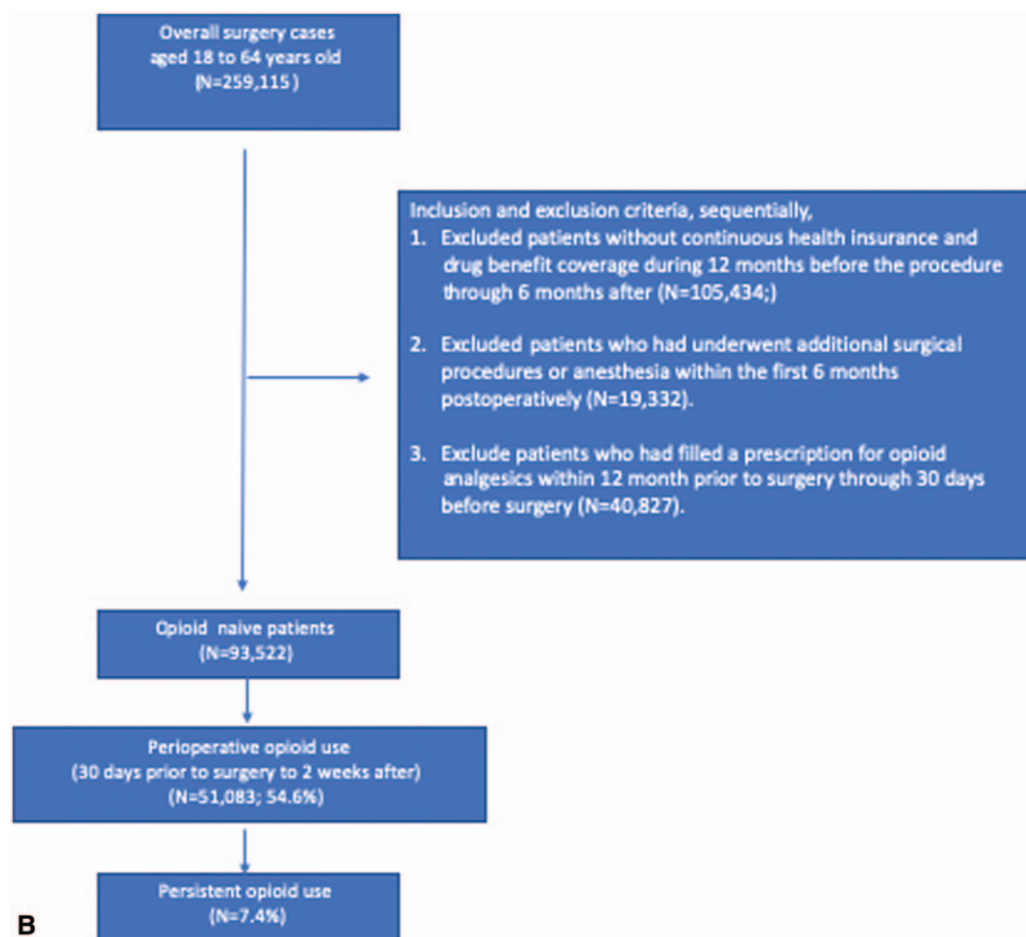 Overall surgery cases
aged 18 to 64 years old
(N=259,115)
Inclusion and exclusion criteria, sequentially,
1. Excluded patients without continuous health insurance and
drug benefit coverage during 12 months before the procedure
through 6 months after (N=105,434;)
2. Excluded patients who had underwent additional surgical
procedures or anesthesia within the first 6 months
postoperatively (N=19,332).
3. Exclude patients who had filled a prescription for opioid
analgesics within 12 month prior to surgery through 30 days
before surgery (N=40,827).
Opioid naive patients
(N=93,522)
Perioperative opioid use
(30 days prior to surgery to 2 weeks after)
(N=51,083; 54.6%)
Persistent opioid use
(N=7.4%)
B